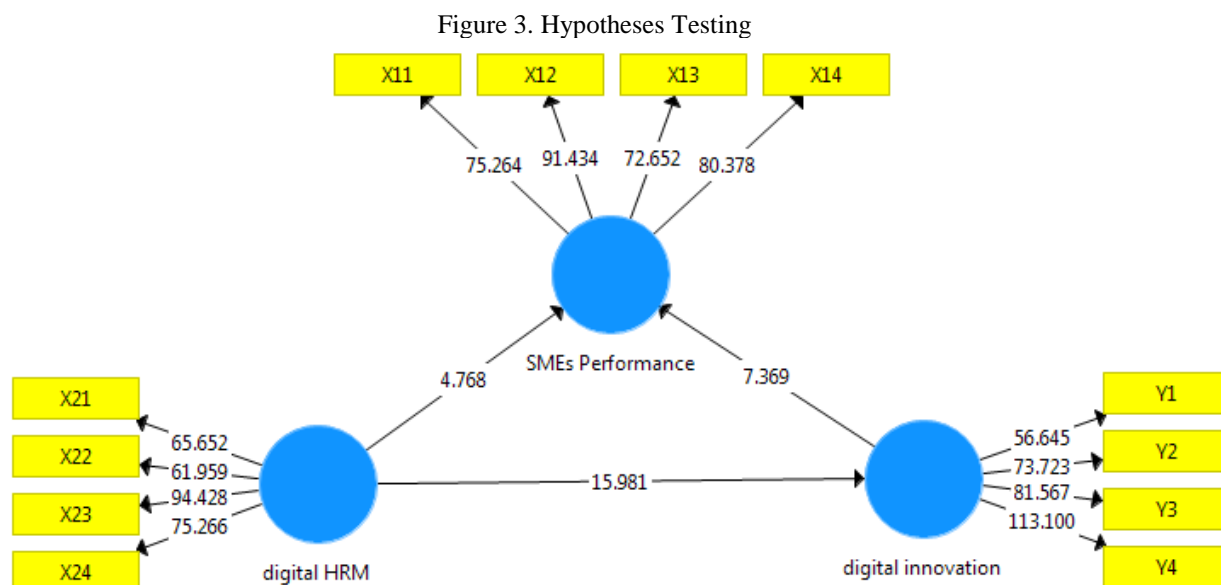 Figure 3. Hypotheses Testing
X11 X12 X13 X14
75.264 91.434 72.652 80.378
SMEs Performance
4.768 7.369
X21
X22
X23
X24
65.652
61.959
94.428
75.266
digital HRM
15.981
digital innovation
56.645
73.723
81.567
113.100
Y1
Y2
Y3
Y4